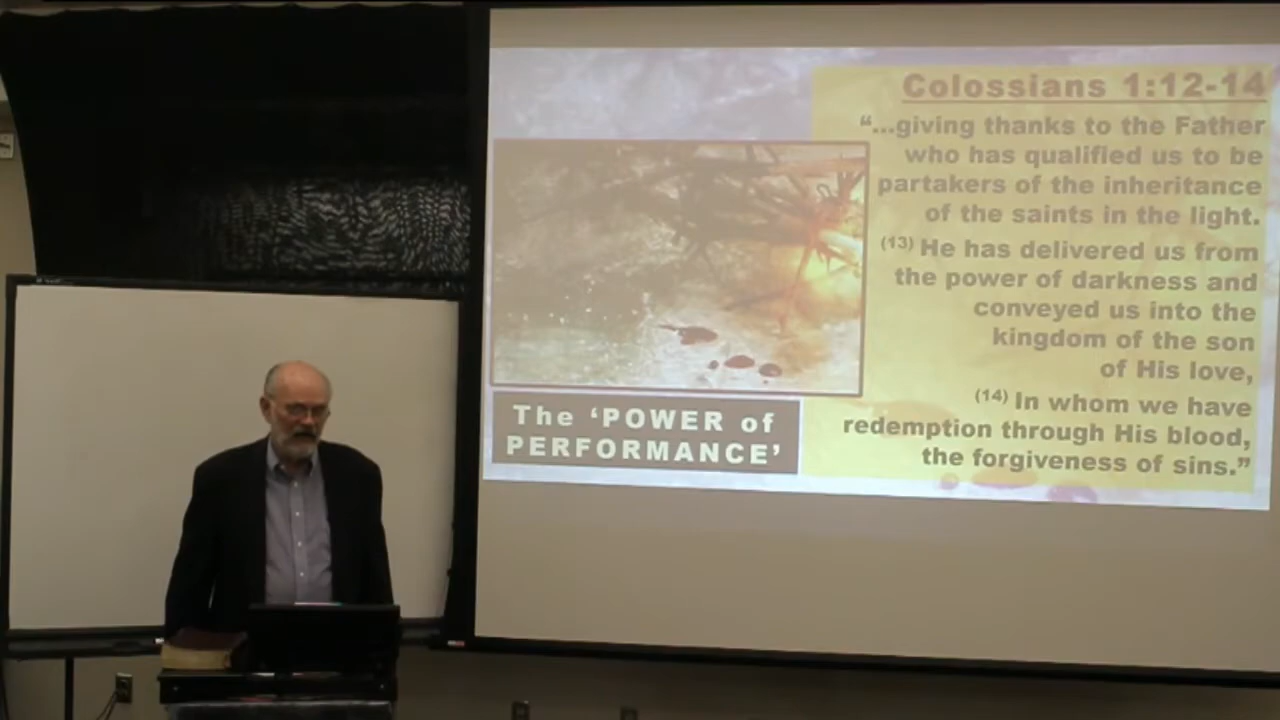 Colossians 1:12-14
“...giving thanks to the Father
who has qualified us to be
partakers of the inheritance
of the saints in the light.
(13) He has delivered us from
the power of darkness and
conveyed us into the
kingdom of the son
of His love,
(14) In whom we have
redemption through His blood,
the forgiveness of sins.”
The ‘POWER of
PERFORMANCE’